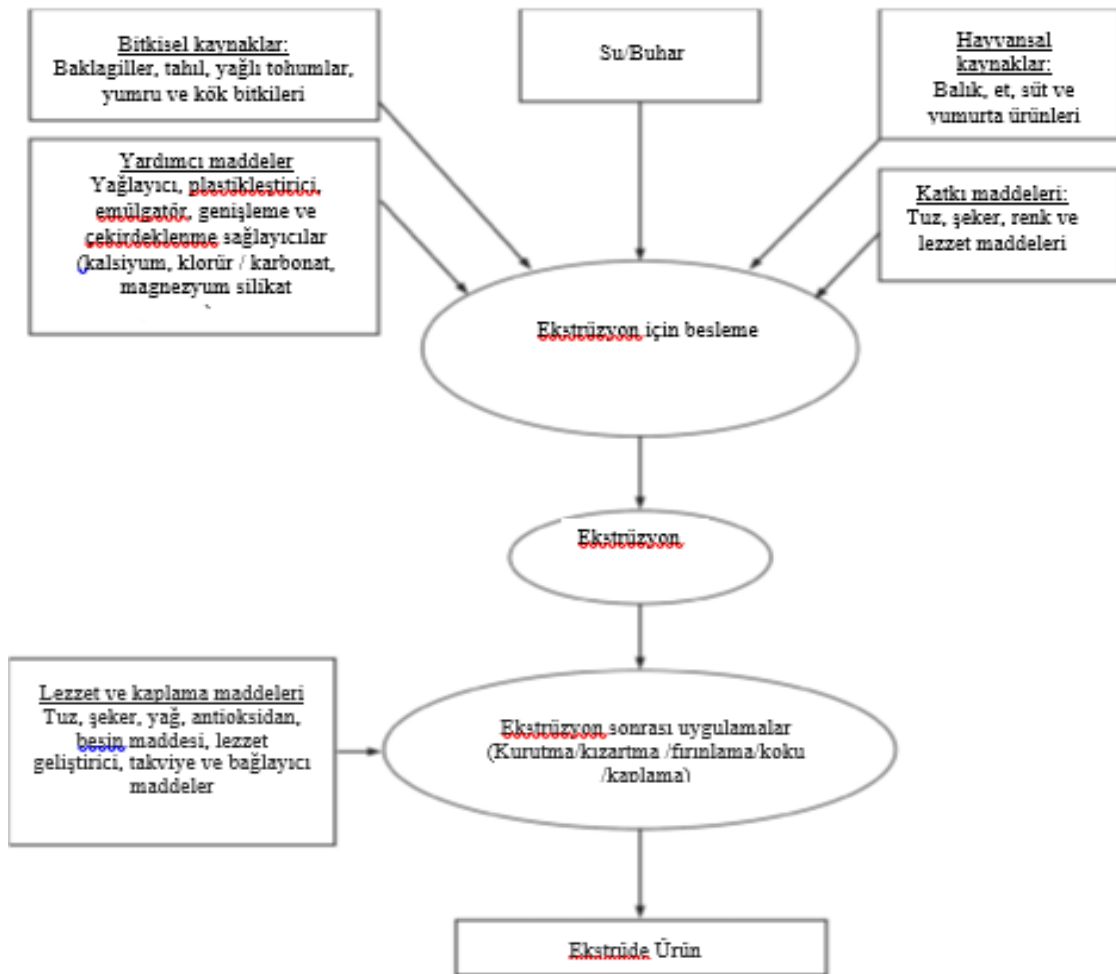 Bitkisel kaynaklar:
Baklagiller, tahıl, yağlı tohumlar,
yumru ve kök bitkileri
Su/Buhar
Hayvansal
kaynaklar:
Balık, et, süt ve
yumurta ürünleri
Yardımcı maddeler
Yağlayıcı, plastikleştirici,
emülgatör, genişleme ve
çekirdeklenme sağlayıcılar
(kalsiyum, klorür / karbonat,
magnezyum silikat
Katkı maddeleri:
Tuz, şeker, renk ve
lezzet maddeleri
Ekstrüzyon için besleme
Ekstrüzyon
Lezzet ve kaplama maddeleri
Tuz, şeker, yağ, antioksidan,
besin maddesi, lezzet
geliştirici, takviye ve bağlayıcı
maddeler
Ekstrüzyon sonrası uygulamalar
(Kurutma/kızartma /fırınlama/koku
/kaplama)
Ekstrüde Ürün